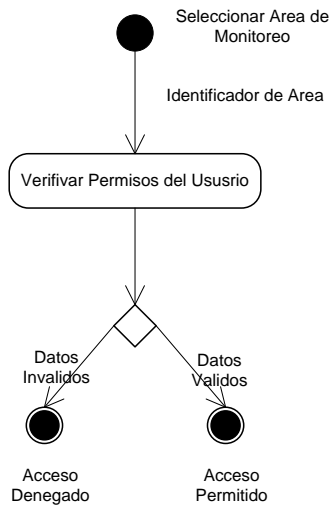 Seleccionar Area de
Monitoreo
Identificador de Area
Verifivar Permisos del Ususrio
Datos
Invalidos
Datos
Validos
Acceso
Denegado
Acceso
Permitido